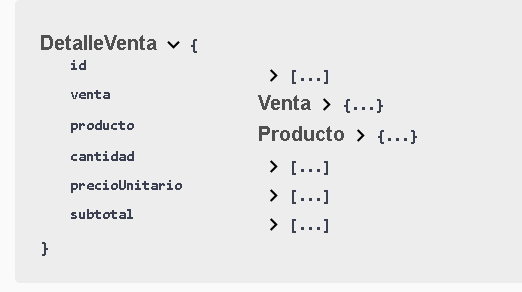 DetalleVenta {
id [...]
venta Venta {...}
producto Producto {...}
cantidad [...]
precioUnitario [...]
subtotal [...]
}